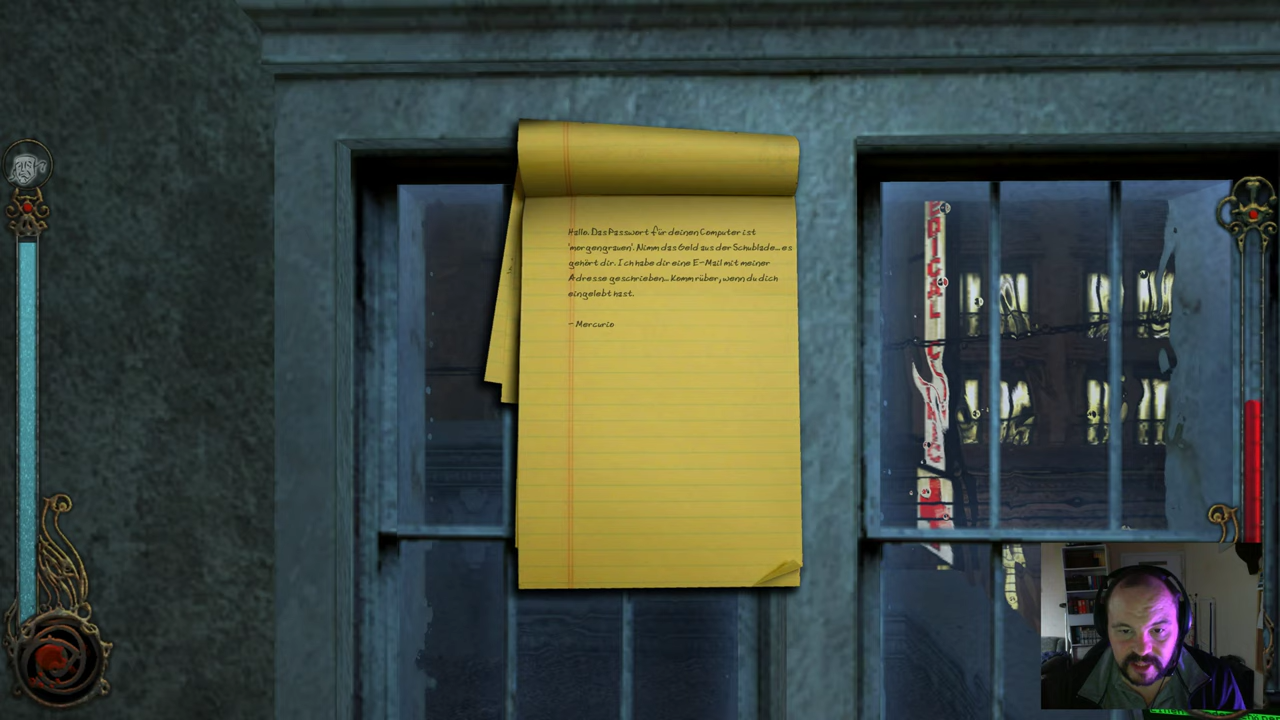 Hallo. Das Passwort für deinen Computer ist
'morgengrauen'. Nimm das Geld aus der Schublade... es
gehört dir. Ich habe dir eine E-Mail mit meiner
Adresse geschrieben... Komm rüber, wenn du dich
eingelebt hast.
- Mercurio